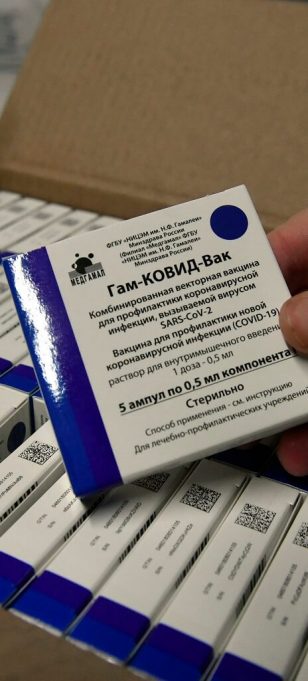 ФГБУ «НИЦЭМ им. Н.Ф. Гамалеи»
Минздрава России
(Филиал «Медгамал» ФГБУ
«НИЦЭМ им. Н.Ф. Гамалеи»
Минздрава России)
МЕДГАМАЛ
Гам-КОВИД-Вак
Комбинированная векторная вакцина
для профилактики коронавирусной
инфекции, вызываемой вирусом
SARS-CoV-2
Вакцина для профилактики новой
коронавирусной инфекции (COVID-19)
раствор для внутримышечного введени
1 доза - 0,5 мл
5 ампул по 0,5 мл компонента
Стерильно
Способ применения - см. инструкцию
Для лечебно-профилактических учрежден